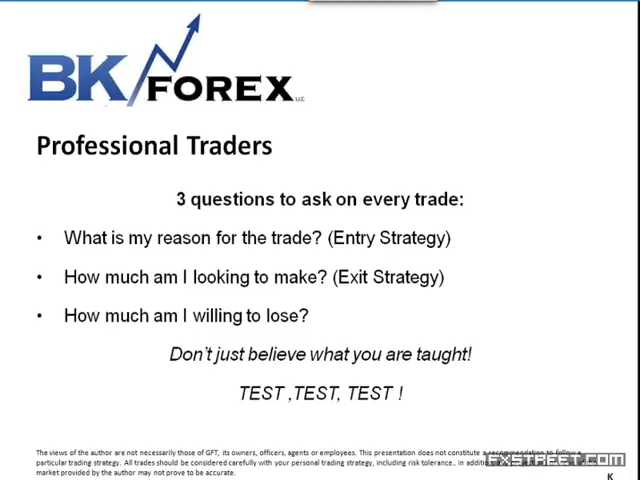 BK FOREX LLC
Professional Traders
3 questions to ask on every trade:
• What is my reason for the trade? (Entry Strategy)
• How much am I looking to make? (Exit Strategy)
• How much am I willing to lose?
Don't just believe what you are taught!
TEST ,TEST, TEST !
The views of the author are not necessarily those of GFT, its owners, officers, agents or employees. This presentation does not constitute a recommendation to follow a
particular trading strategy. All trades should be considered carefully with your personal trading strategy, including risk tolerance.. In addition
market provided by the author may not prove to be accurate.
FXSTREET.COM
K